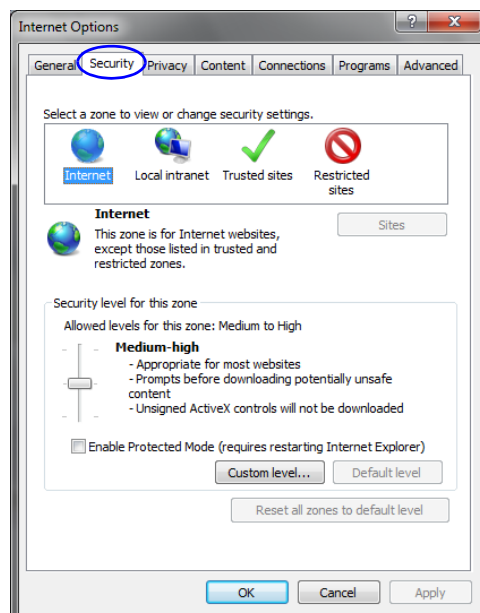 Internet Options
?
X
General Security Privacy Content Connections Programs Advanced
Select a zone to view or change security settings.
Internet Local intranet Trusted sites Restricted
sites
Internet
Sites
This zone is for Internet websites,
except those listed in trusted and
restricted zones.
Security level for this zone
Allowed levels for this zone: Medium to High
Medium-high
- Appropriate for most websites
- Prompts before downloading potentially unsafe
content
- Unsigned ActiveX controls will not be downloaded
Enable Protected Mode (requires restarting Internet Explorer)
Custom level... Default level
Reset all zones to default level
OK Cancel Apply